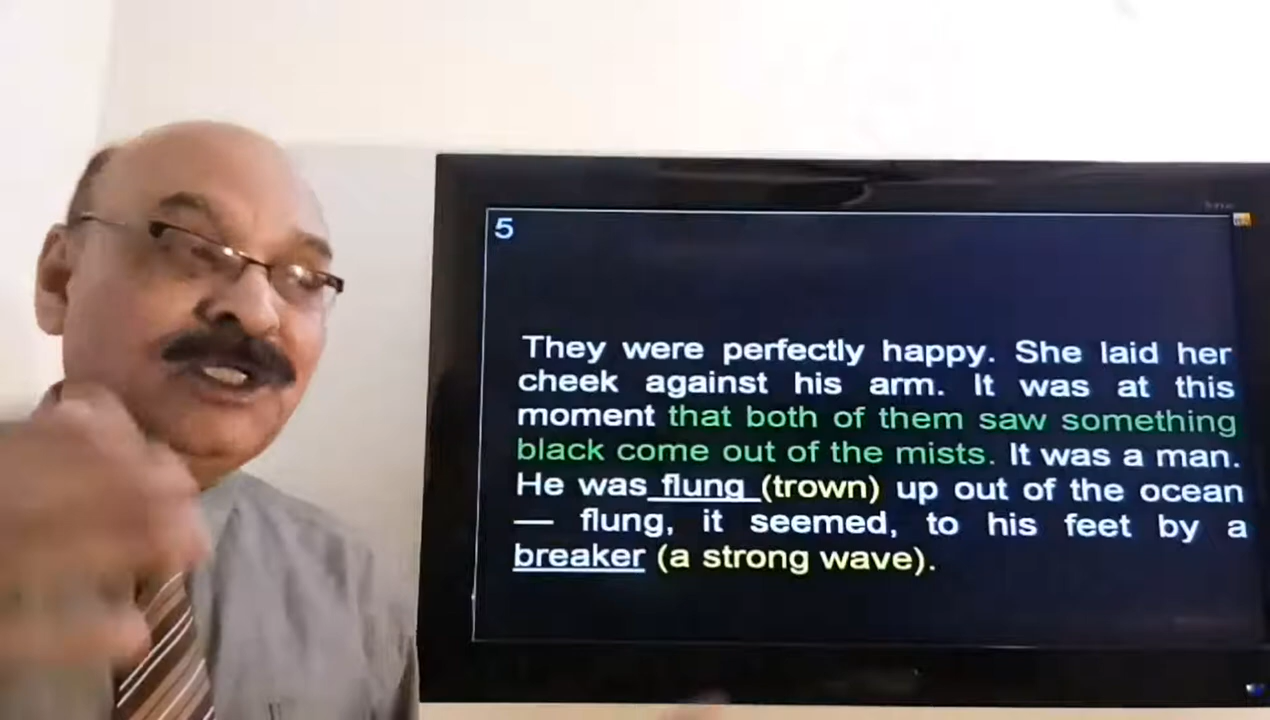 5
They were perfectly happy. She laid her
cheek against his arm. It was at this
moment that both of them saw something
black come out of the mists. It was a man.
He was flung (trown) up out of the ocean
— flung, it seemed, to his feet by a
breaker (a strong wave).